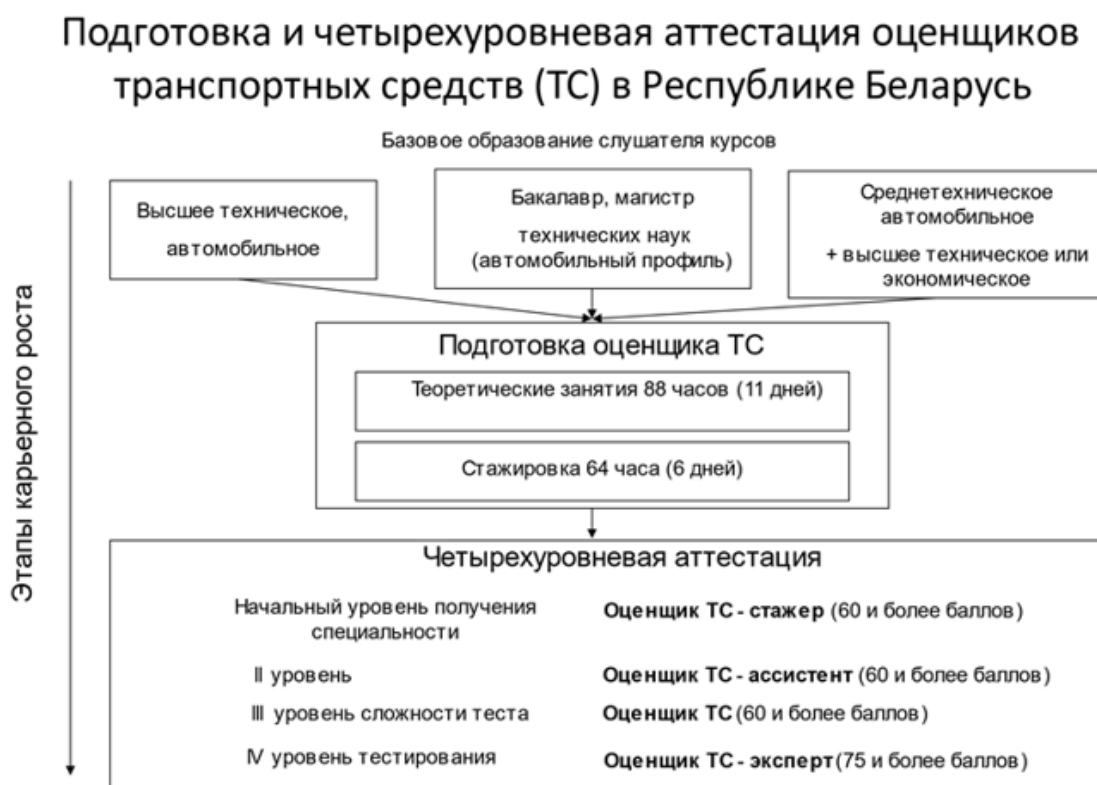 Подготовка и четырехуровневая аттестация оценщиков
транспортных средств (ТС) в Республике Беларусь
Базовое образование слушателя курсов
Высшее техническое,
автомобильное
Бакалавр, магистр
технических наук
(автомобильный профиль)
Среднетехническое
автомобильное
+ высшее техническое или
экономическое
Этапы карьерного роста
Подготовка оценщика ТС
Теоретические занятия 88 часов (11 дней)
Стажировка 64 часа (6 дней)
Четырехуровневая аттестация
Начальный уровень получения
специальности
Оценщик ТС - стажер (60 и более баллов)
II уровень
Оценщик ТС - ассистент (60 и более баллов)
III уровень сложности теста
Оценщик ТС (60 и более баллов)
IV уровень тестирования
Оценщик ТС - эксперт (75 и более баллов)